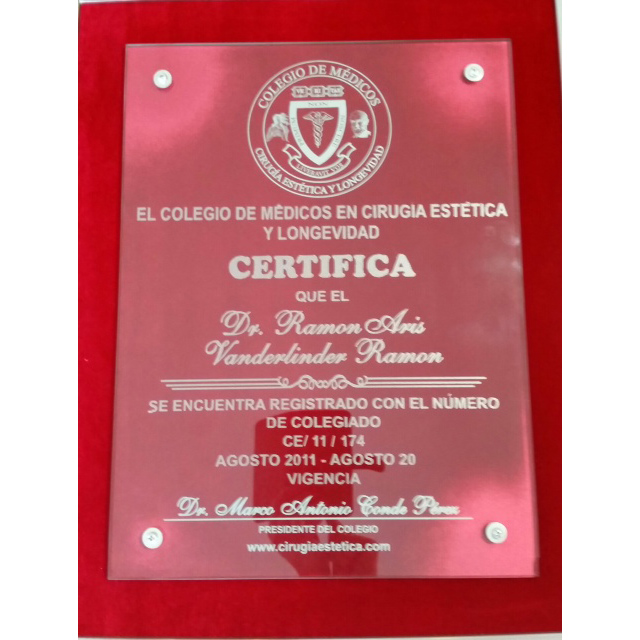 COLEGIO DE MÉDICOS
CIRUGÍA ESTÉTICA Y LONGEVIDAD
EL COLEGIO DE MÉDICOS EN CIRUGIA ESTÉTICA
Y LONGEVIDAD
CERTIFICA
QUE EL
Dr. Ramon Aris
Vanderlinder Ramon
SE ENCUENTRA REGISTRADO CON EL NÚMERO
DE COLEGIADO
CE/ 11 / 174
AGOSTO 2011 - AGOSTO 20
VIGENCIA
Dr. Marco Antonio Conde Pérez
PRESIDENTE DEL COLEGIO
www.cirugiaestetica.com